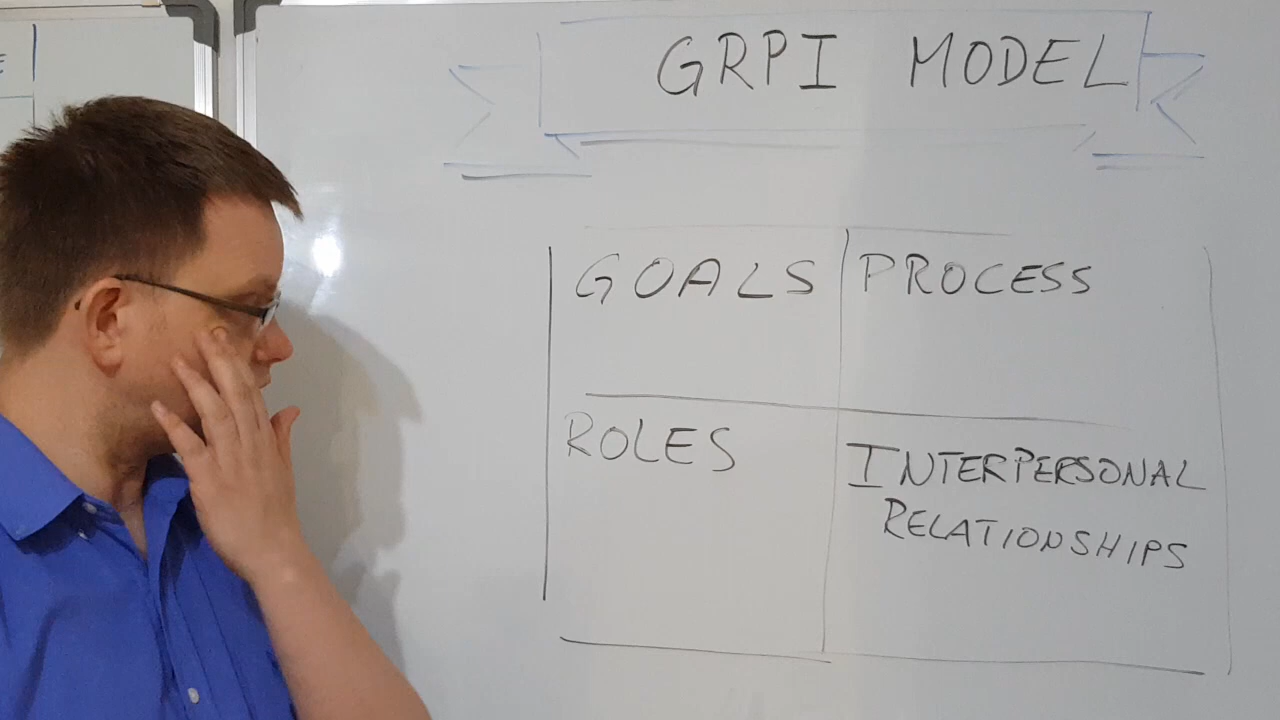 GRPI MODEL
GOALS
PROCESS
ROLES
INTERPERSONAL
RELATIONSHIPS